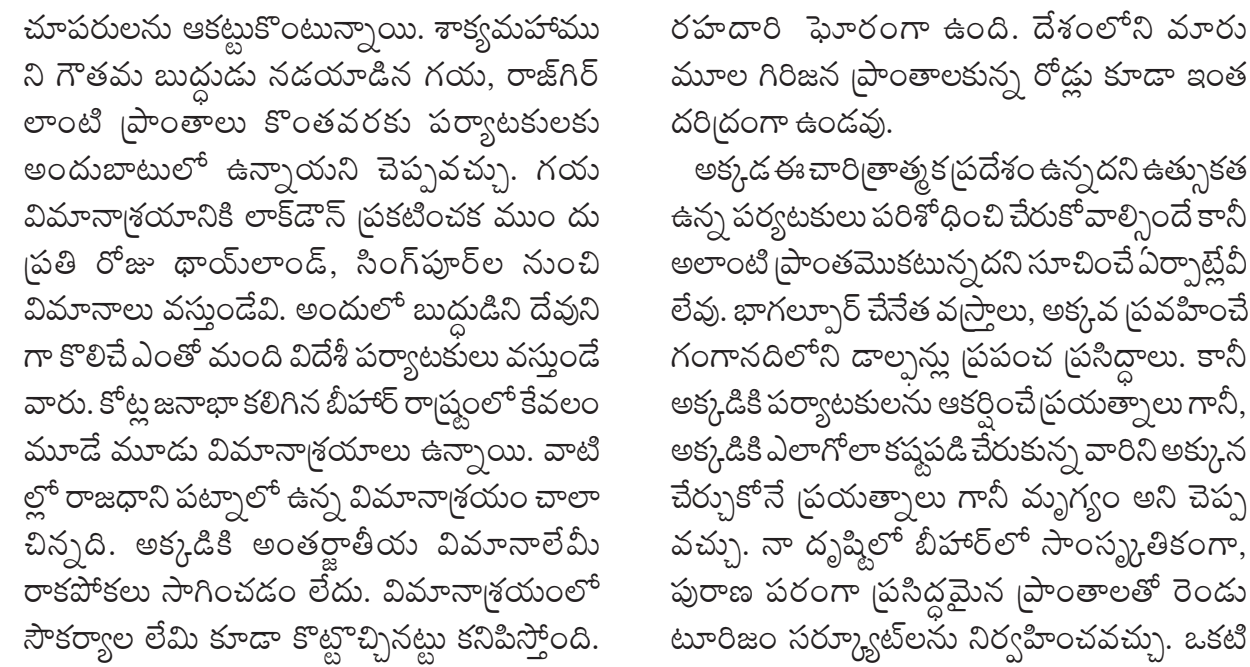 చూపరులను ఆకట్టుకొంటున్నాయి. శాక్యమహాము
ని గౌతమ బుద్ధుడు నడయాడిన గయ, రాజ్‌గిర్
లాంటి ప్రాంతాలు కొంతవరకు పర్యాటకులకు
అందుబాటులో ఉన్నాయని చెప్పవచ్చు. గయ
విమానాశ్రయానికి లాక్‌డౌన్ ప్రకటించక ముం దు
ప్రతి రోజు థాయ్‌లాండ్, సింగ్‌పూర్‌ల నుంచి
విమానాలు వస్తుండేవి. అందులో బుద్ధుడిని దేవుని
గా కొలిచే ఎంతో మంది విదేశీ పర్యాటకులు వస్తుండే
వారు. కోట్ల జనాభా కలిగిన బీహార్ రాష్ట్రంలో కేవలం
మూడే మూడు విమానాశ్రయాలు ఉన్నాయి. వాటి
ల్లో రాజధాని పట్నాలో ఉన్న విమానాశ్రయం చాలా
చిన్నది. అక్కడికి అంతర్జాతీయ విమానాలేమీ
రాకపోకలు సాగించడం లేదు. విమానాశ్రయంలో
సౌకర్యాల లేమి కూడా కొట్టొచ్చినట్టు కనిపిస్తోంది.
రహదారి ఘోరంగా ఉంది. దేశంలోని మారు
మూల గిరిజన ప్రాంతాలకున్న రోడ్లు కూడా ఇంత
దరిద్రంగా ఉండవు.
అక్కడ ఈ చారిత్రాత్మక ప్రదేశం ఉన్నదని ఉత్సుకత
ఉన్న పర్యటకులు పరిశోధించి చేరుకోవాల్సిందే కానీ
అలాంటి ప్రాంతమొకటున్నదని సూచించే ఏర్పాట్లేవీ
లేవు. భాగల్పూర్ చేనేత వస్త్రాలు, అక్కవ ప్రవహించే
గంగానదిలోని డాల్ఫన్లు ప్రపంచ ప్రసిద్ధాలు. కానీ
అక్కడికి పర్యాటకులను ఆకర్షించే ప్రయత్నాలు గానీ,
అక్కడికి ఎలాగోలా కష్టపడి చేరుకున్న వారిని అక్కున
చేర్చుకోనే ప్రయత్నాలు గానీ మృగ్యం అని చెప్ప
వచ్చు. నా దృష్టిల్లో బీహార్‌లో సాంస్కృతికంగా,
పురాణ పరంగా ప్రసిద్ధమైన ప్రాంతాలతో రెండు
టూరిజం సర్క్యూట్‌లను నిర్వహించవచ్చు. ఒకటి